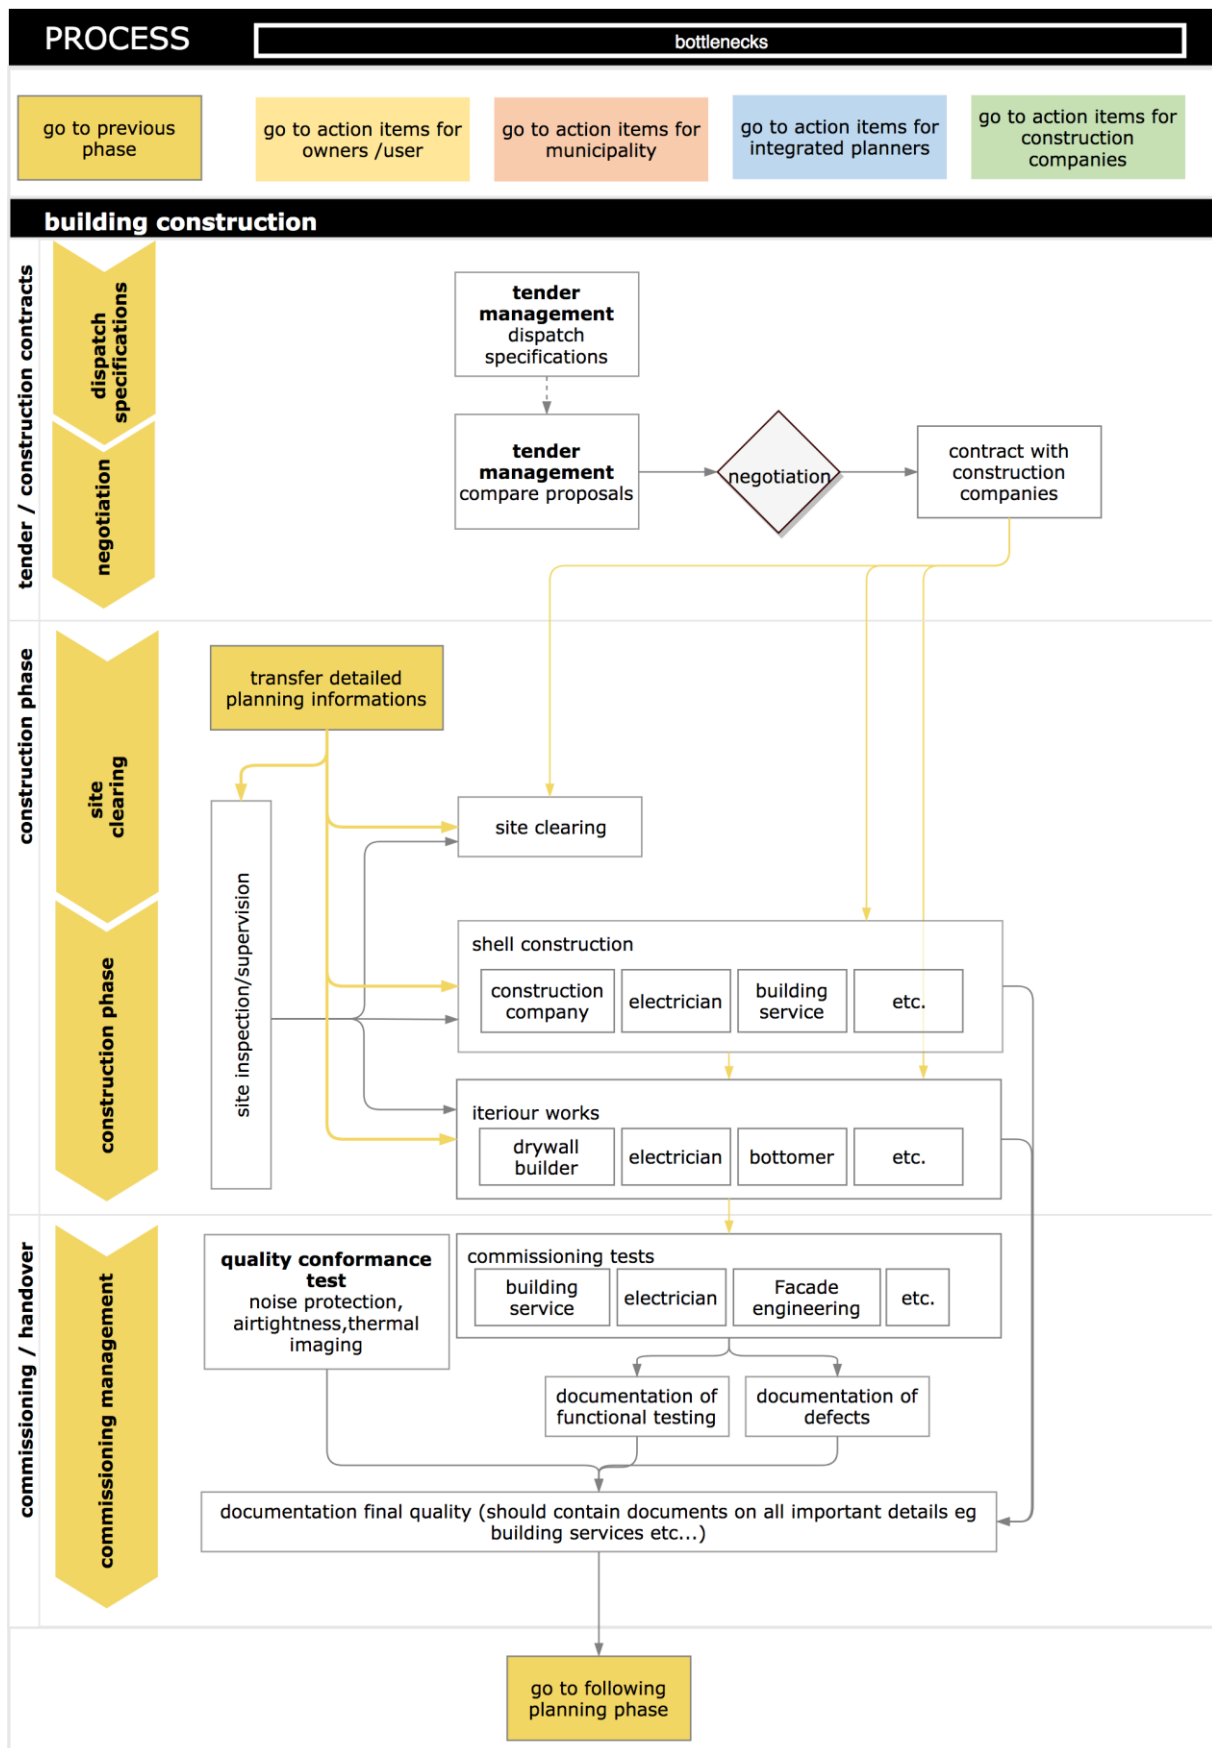 PROCESS
bottlenecks
go to previous
phase
go to action items for
owners /user
go to action items for
municipality
go to action items for
integrated planners
go to action items for
construction
companies
building construction
tender / construction contracts
dispatch
specifications
negotiation
tender
management
dispatch
specifications
tender
management
compare proposals
negotiation
contract with
construction
companies
construction phase
site
clearing
construction phase
transfer detailed
planning informations
site inspection/supervision
site clearing
shell construction
construction
company
electrician
building
service
etc.
iteriour works
drywall
builder
electrician
bottomer
etc.
commissioning / handover
commissioning management
quality conformance
test
noise protection,
airtightness,thermal
imaging
commissioning tests
building
service
electrician
Facade
engineering
etc.
documentation of
functional testing
documentation of
defects
documentation final quality (should contain documents on all important details eg
building services etc...)
go to following
planning phase